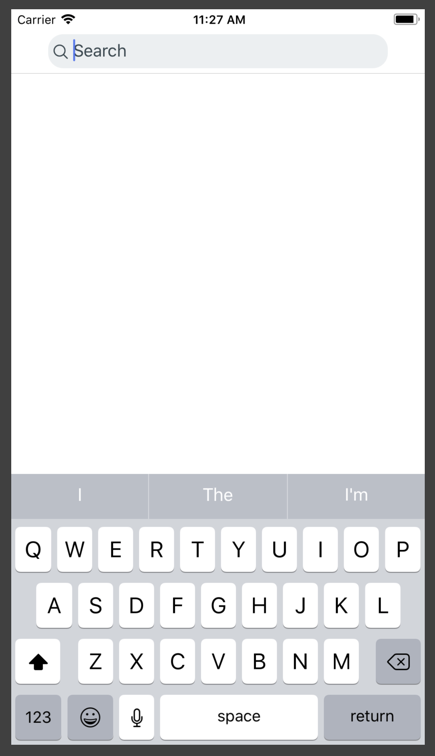 Carrier 11:27 AM
Search
I The I'm
Q W E R T Y U I O P
A S D F G H J K L
Z X C V B N M
123 space return